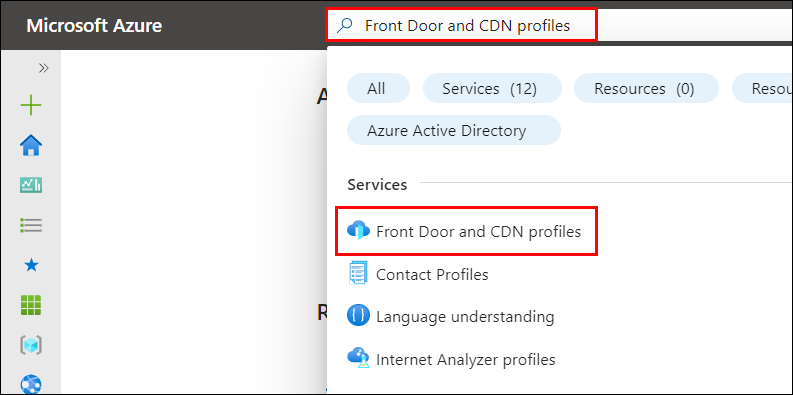 Microsoft Azure
Front Door and CDN profiles
All
Services (12)
Resources (0)
Resou
Azure Active Directory
A
Services
Front Door and CDN profiles
Contact Profiles
R
Language understanding
Internet Analyzer profiles